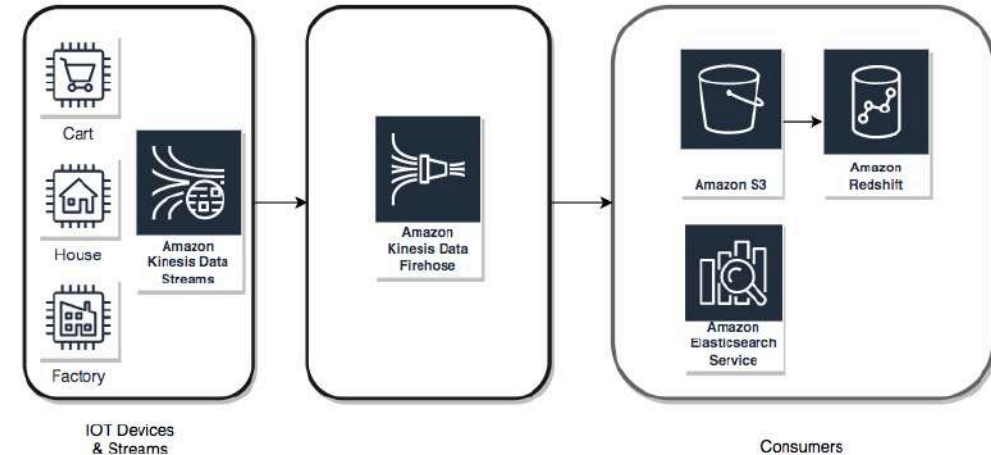 Cart
House
Factory
Amazon
Kinesis Data
Streams
IOT Devices
& Streams
Amazon
Kinesis Data
Firehose
Amazon S3
Amazon
Redshift
Amazon
Elasticsearch
Service
Consumers